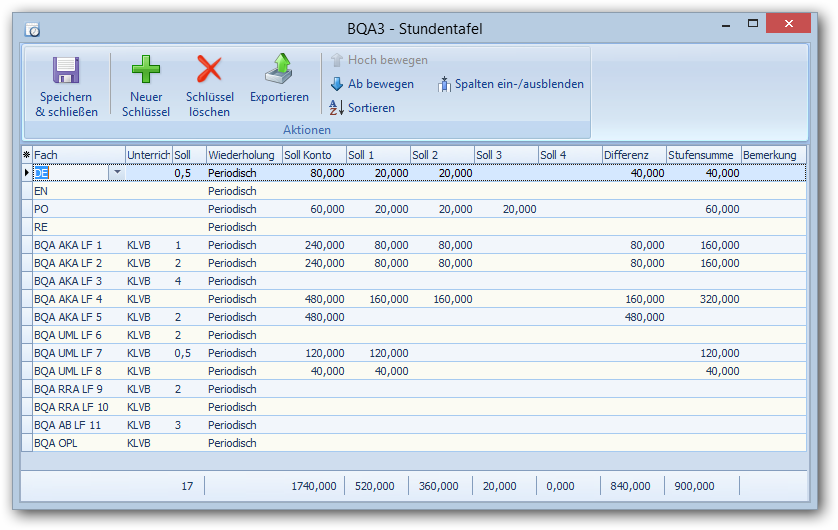 BQA3 - Stundentafel
Speichern
& schließen
Neuer
Schlüssel
Schlüssel
löschen
Exportieren
Hoch bewegen
Ab bewegen
Sortieren
Spalten ein-/ausblenden
Aktionen
Fach Unterrich Soll Wiederholung Soll Konto Soll 1 Soll 2 Soll 3 Soll 4 Differenz Stufensumme Bemerkung
DE 0,5 Periodisch 80,000 20,000 20,000 40,000 40,000
EN Periodisch
PO Periodisch 60,000 20,000 20,000 20,000 60,000
RE Periodisch
BQA AKA LF 1 KLVB 1 Periodisch 240,000 80,000 80,000 80,000 160,000
BQA AKA LF 2 KLVB 2 Periodisch 240,000 80,000 80,000 80,000 160,000
BQA AKA LF 3 KLVB 4 Periodisch
BQA AKA LF 4 KLVB Periodisch 480,000 160,000 160,000 160,000 320,000
BQA AKA LF 5 KLVB 2 Periodisch 480,000 480,000
BQA UML LF 6 KLVB 2 Periodisch
BQA UML LF 7 KLVB 0,5 Periodisch 120,000 120,000 120,000
BQA UML LF 8 KLVB Periodisch 40,000 40,000 40,000
BQA RRA LF 9 KLVB 2 Periodisch
BQA RRA LF 10 KLVB Periodisch
BQA AB LF 11 KLVB 3 Periodisch
BQA OPL KLVB Periodisch
17 1740,000 520,000 360,000 20,000 0,000 840,000 900,000